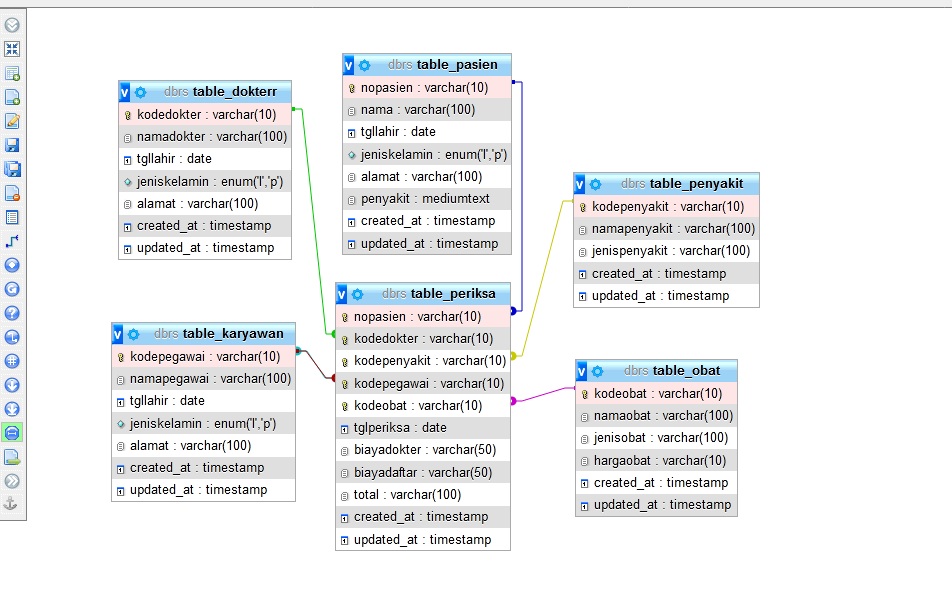 dbrs table_dokterr
kodedokter : varchar(10)
namadokter : varchar(100)
tgllahir : date
jeniskelamin : enum('l','p')
alamat : varchar(100)
created_at : timestamp
updated_at : timestamp
dbrs table_pasien
nopasien : varchar(10)
nama : varchar(100)
tgllahir : date
jeniskelamin : enum('l','p')
alamat : varchar(100)
penyakit : mediumtext
created_at : timestamp
updated_at : timestamp
dbrs table_penyakit
kodepenyakit : varchar(10)
namapenyakit : varchar(100)
jenispenyakit : varchar(100)
created_at : timestamp
updated_at : timestamp
dbrs table_karyawan
kodepegawai : varchar(10)
namapegawai : varchar(100)
tgllahir : date
jeniskelamin : enum('l','p')
alamat : varchar(100)
created_at : timestamp
updated_at : timestamp
dbrs table_periksa
nopasien : varchar(10)
kodedokter : varchar(10)
kodepenyakit : varchar(10)
kodepegawai : varchar(10)
kodeobat : varchar(10)
tglperiksa : date
biayadokter : varchar(50)
biayadaftar : varchar(50)
total : varchar(100)
created_at : timestamp
updated_at : timestamp
dbrs table_obat
kodeobat : varchar(10)
namaobat : varchar(100)
jenisobat : varchar(100)
hargaobat : varchar(10)
created_at : timestamp
updated_at : timestamp